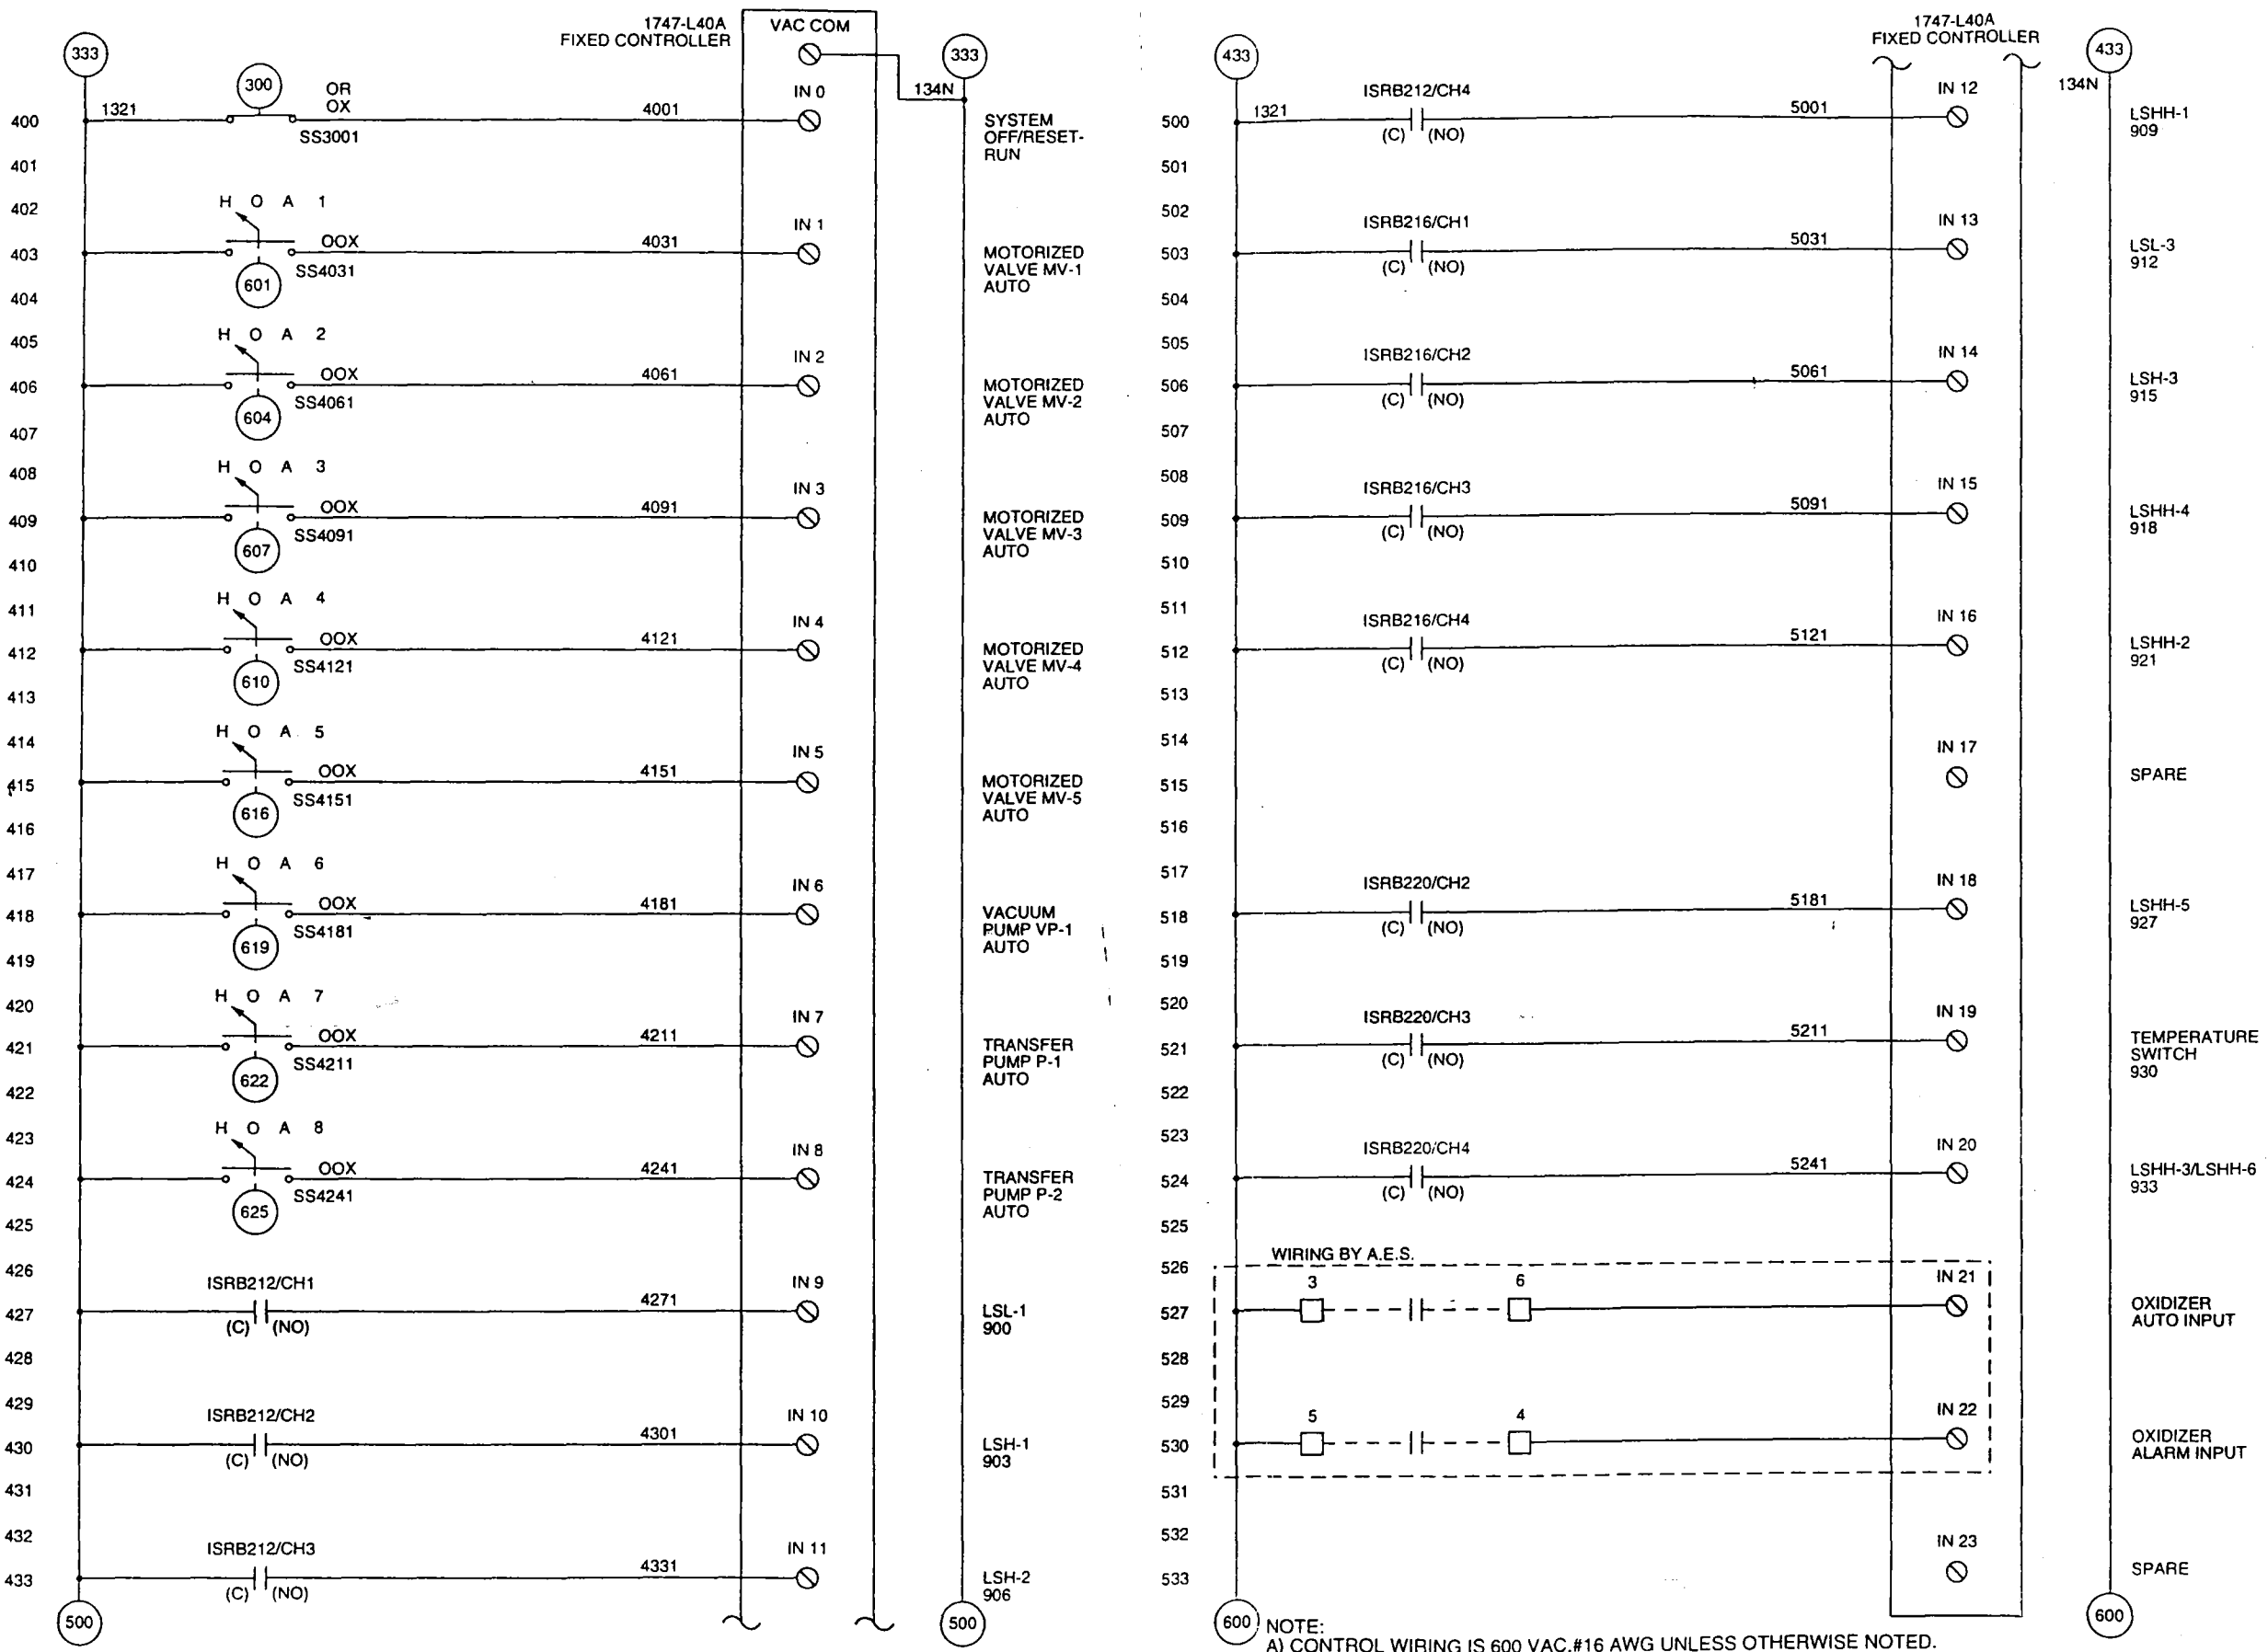 1747-L40A
FIXED CONTROLLER
VAC COM
333
333
300
OR
OX
IN 0
134N
400
1321
SS3001
4001
SYSTEM
OFF/RESET-
RUN
401
402
H O A 1
IN 1
403
OOX
4031
SS4031
601
MOTORIZED
VALVE MV-1
AUTO
404
405
H O A 2
IN 2
406
OOX
4061
SS4061
604
MOTORIZED
VALVE MV-2
AUTO
407
408
H O A 3
IN 3
409
OOX
4091
SS4091
607
MOTORIZED
VALVE MV-3
AUTO
410
411
H O A 4
IN 4
412
OOX
4121
SS4121
610
MOTORIZED
VALVE MV-4
AUTO
413
414
H O A 5
IN 5
415
OOX
4151
SS4151
616
MOTORIZED
VALVE MV-5
AUTO
416
417
H O A 6
IN 6
418
OOX
4181
SS4181
619
VACUUM
PUMP VP-1
AUTO
419
420
H O A 7
IN 7
421
OOX
4211
SS4211
622
TRANSFER
PUMP P-1
AUTO
422
423
H O A 8
IN 8
424
OOX
4241
SS4241
625
TRANSFER
PUMP P-2
AUTO
425
426
ISRB212/CH1
IN 9
427
4271
(C) (NO)
LSL-1
900
428
429
ISRB212/CH2
IN 10
430
4301
(C) (NO)
LSH-1
903
431
432
ISRB212/CH3
IN 11
433
4331
(C) (NO)
LSH-2
906
500
500
1747-L40A
FIXED CONTROLLER
433
433
134N
ISRB212/CH4
IN 12
500
1321
5001
(C) (NO)
LSHH-1
909
501
502
ISRB216/CH1
IN 13
503
5031
(C) (NO)
LSL-3
912
504
505
ISRB216/CH2
IN 14
506
5061
(C) (NO)
LSH-3
915
507
508
ISRB216/CH3
IN 15
509
5091
(C) (NO)
LSHH-4
918
510
511
ISRB216/CH4
IN 16
512
5121
(C) (NO)
LSHH-2
921
513
514
IN 17
515
SPARE
516
517
ISRB220/CH2
IN 18
518
5181
(C) (NO)
LSHH-5
927
519
520
ISRB220/CH3
IN 19
521
5211
(C) (NO)
TEMPERATURE
SWITCH
930
522
523
ISRB220/CH4
IN 20
524
5241
(C) (NO)
LSHH-3/LSHH-6
933
525
WIRING BY A.E.S.
526
3
6
IN 21
527
OXIDIZER
AUTO INPUT
528
529
5
4
IN 22
530
OXIDIZER
ALARM INPUT
531
532
IN 23
533
SPARE
600
600
NOTE:
A) CONTROL WIRING IS 600 VAC,#16 AWG UNLESS OTHERWISE NOTED.